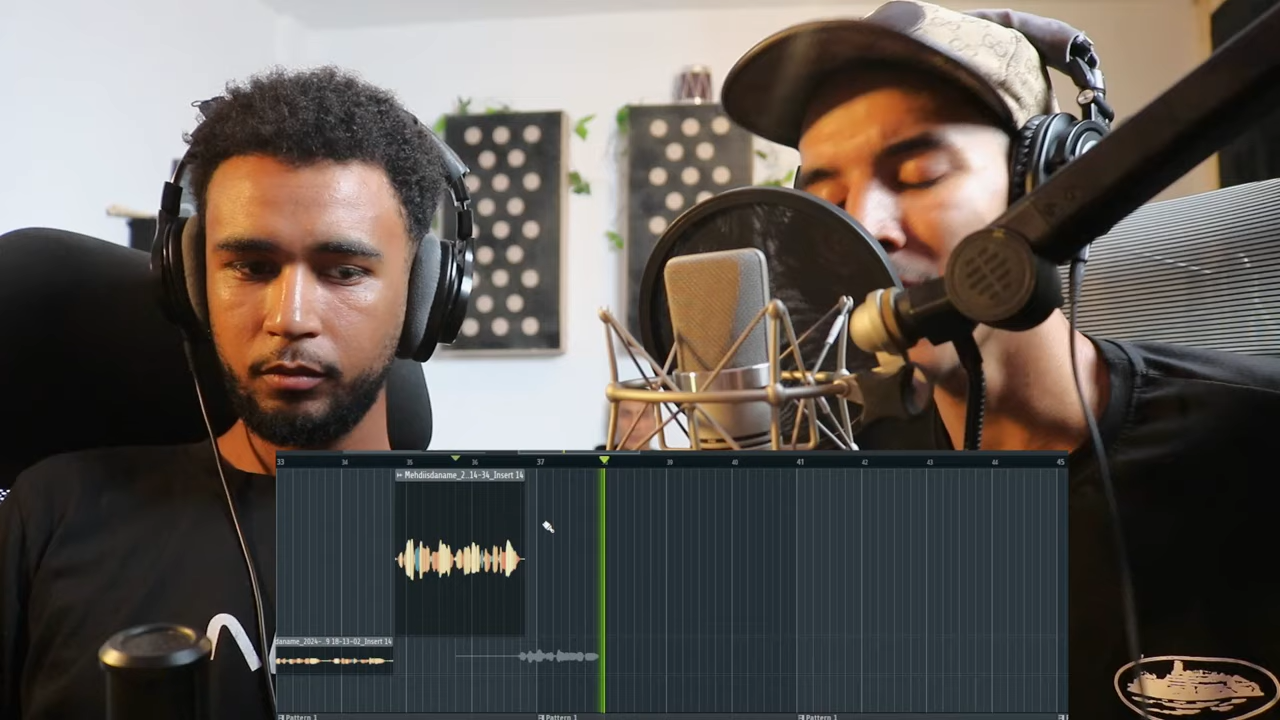 33 34 35 36 37 38 39 40 41 42 43 44 45
Mehdiisdaname_2..14-34_Insert 14
daname_2024-..9 18-13-02_Insert 14
Pattern 1 Pattern 1 Pattern 1